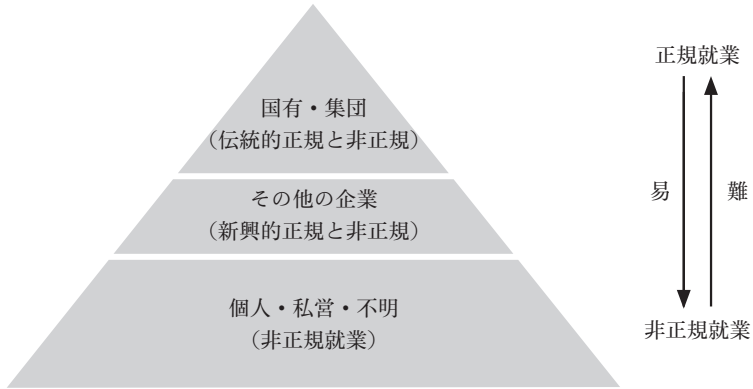 国有・集団
（伝統的正規と非正規）
その他の企業
（新興的正規と非正規）
個人・私営・不明
（非正規就業）
正規就業
易
難
非正規就業